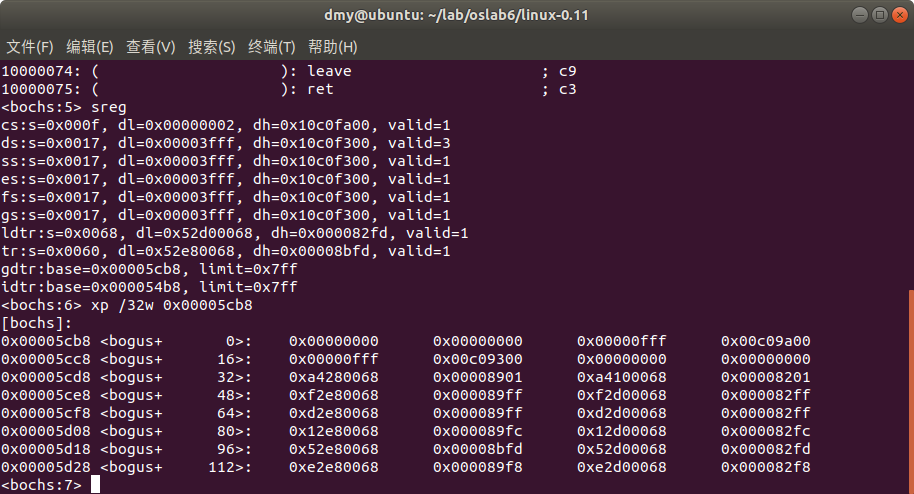 dmy@ubuntu: ~/lab/oslab6/linux-0.11
文件(F) 编辑(E) 查看(V) 搜索(S) 终端(T) 帮助(H)
10000074: (                    ): leave                     ; c9
10000075: (                    ): ret                       ; c3
<bochs:5> sreg
cs:s=0x000f, dl=0x00000002, dh=0x10c0fa00, valid=1
ds:s=0x0017, dl=0x00003fff, dh=0x10c0f300, valid=3
ss:s=0x0017, dl=0x00003fff, dh=0x10c0f300, valid=1
es:s=0x0017, dl=0x00003fff, dh=0x10c0f300, valid=1
fs:s=0x0017, dl=0x00003fff, dh=0x10c0f300, valid=1
gs:s=0x0017, dl=0x00003fff, dh=0x10c0f300, valid=1
ldtr:s=0x0068, dl=0x52d00068, dh=0x000082fd, valid=1
tr:s=0x0060, dl=0x52e80068, dh=0x00008bfd, valid=1
gdtr:base=0x00005cb8, limit=0x7ff
idtr:base=0x000054b8, limit=0x7ff
<bochs:6> xp /32w 0x00005cb8
[bochs]:
0x00005cb8 <bogus+       0>:    0x00000000      0x00000000      0x00000fff      0x00c09a00
0x00005cc8 <bogus+      16>:    0x00000fff      0x00c09300      0x00000000      0x00000000
0x00005cd8 <bogus+      32>:    0xa4280068      0x00008901      0xa4100068      0x00008201
0x00005ce8 <bogus+      48>:    0xf2e80068      0x000089ff      0xf2d00068      0x000082ff
0x00005cf8 <bogus+      64>:    0xd2e80068      0x000089ff      0xd2d00068      0x000082ff
0x00005d08 <bogus+      80>:    0x12e80068      0x000089fc      0x12d00068      0x000082fc
0x00005d18 <bogus+      96>:    0x52e80068      0x00008bfd      0x52d00068      0x000082fd
0x00005d28 <bogus+     112>:    0xe2e80068      0x000089f8      0xe2d00068      0x000082f8
<bochs:7>